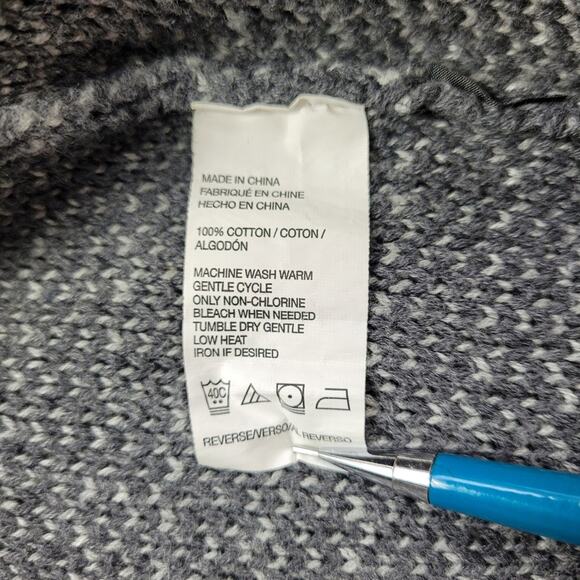 MADE IN CHINA
FABRIQUÉ EN CHINE
HECHO EN CHINA
100% COTTON / COTON /
ALGODÓN
MACHINE WASH WARM
GENTLE CYCLE
ONLY NON-CHLORINE
BLEACH WHEN NEEDED
TUMBLE DRY GENTLE
LOW HEAT
IRON IF DESIRED
40C
REVERSE/VERSO/AL REVERSO